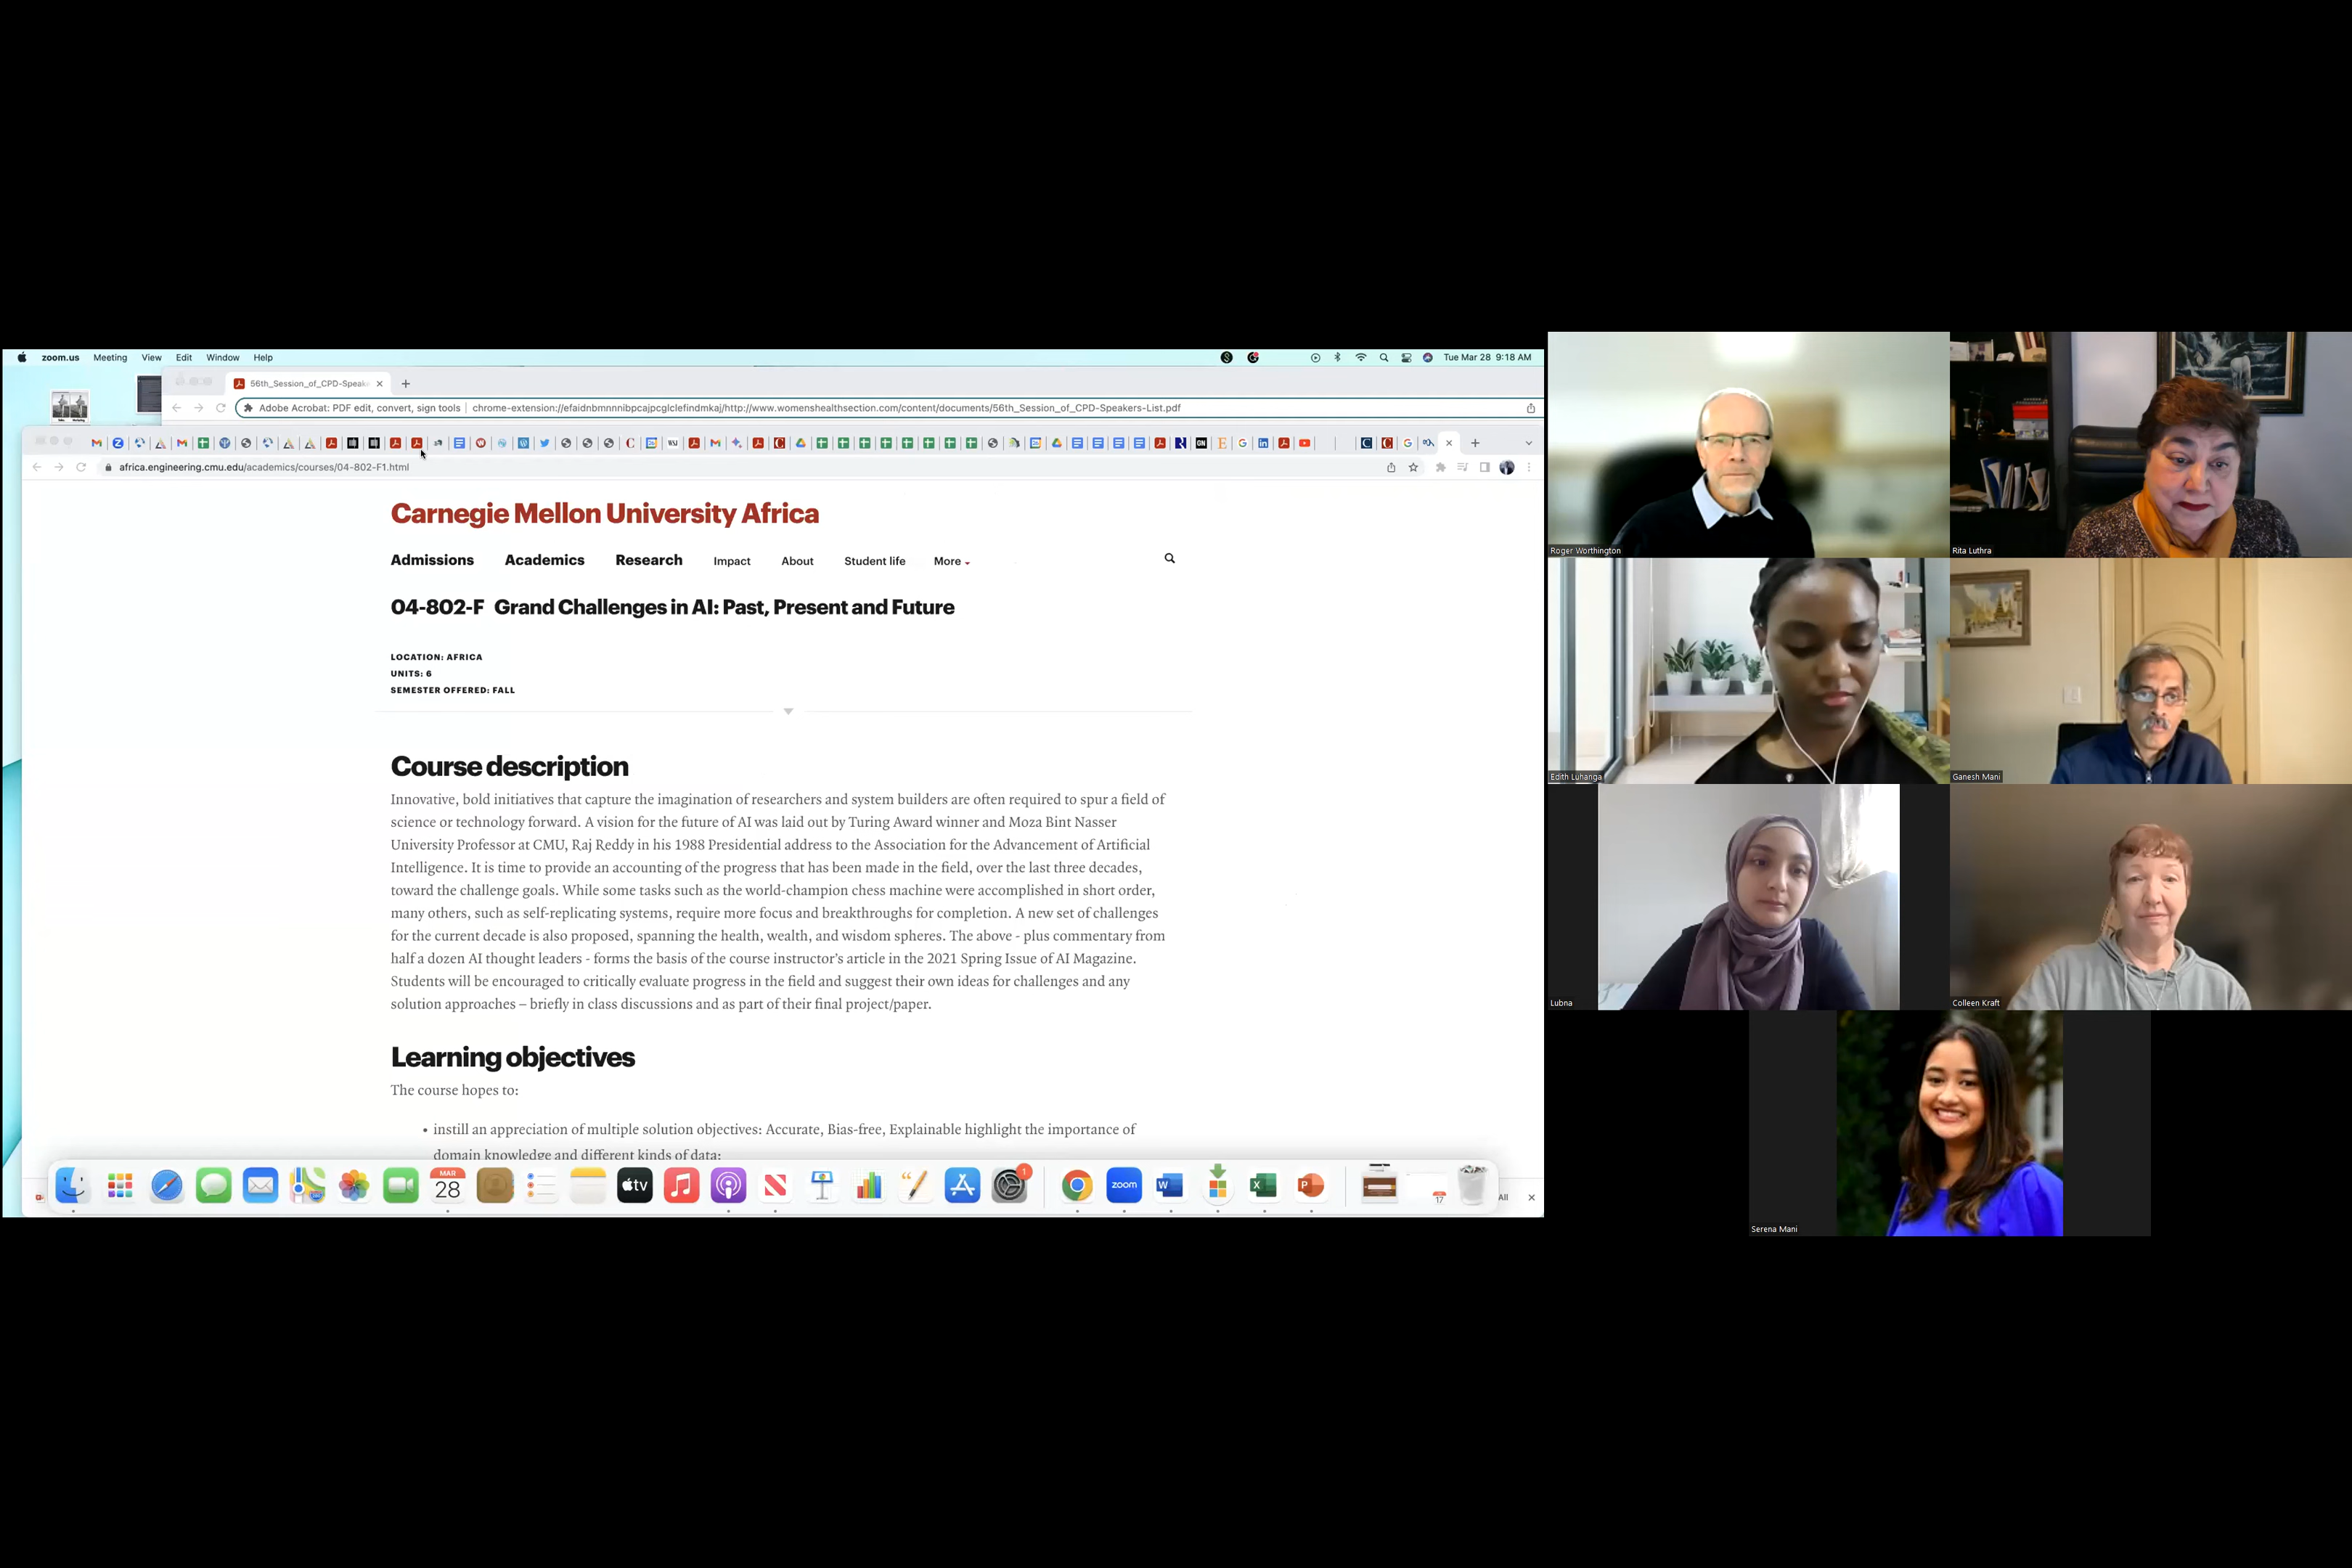 zoom.us Meeting View Edit Window Help
Tue Mar 28 9:18 AM
56th_Session_of_CPD-Speak
Adobe Acrobat: PDF edit, convert, sign tools | chrome-extension://efaidnbmnnnibpcajpcglclefindmkaj/http://www.womenshealthsection.com/content/documents/56th_Session_of_CPD-Speakers-List.pdf
africa.engineering.cmu.edu/academics/courses/04-802-F1.html
Carnegie Mellon University Africa
Admissions Academics Research Impact About Student life More
04-802-F Grand Challenges in AI: Past, Present and Future
LOCATION: AFRICA
UNITS: 6
SEMESTER OFFERED: FALL
Course description
Innovative, bold initiatives that capture the imagination of researchers and system builders are often required to spur a field of
science or technology forward. A vision for the future of AI was laid out by Turing Award winner and Moza Bint Nasser
University Professor at CMU, Raj Reddy in his 1988 Presidential address to the Association for the Advancement of Artificial
Intelligence. It is time to provide an accounting of the progress that has been made in the field, over the last three decades,
toward the challenge goals. While some tasks such as the world-champion chess machine were accomplished in short order,
many others, such as self-replicating systems, require more focus and breakthroughs for completion. A new set of challenges
for the current decade is also proposed, spanning the health, wealth, and wisdom spheres. The above - plus commentary from
half a dozen AI thought leaders - forms the basis of the course instructor's article in the 2021 Spring Issue of AI Magazine.
Students will be encouraged to critically evaluate progress in the field and suggest their own ideas for challenges and any
solution approaches – briefly in class discussions and as part of their final project/paper.
Learning objectives
The course hopes to:
• instill an appreciation of multiple solution objectives: Accurate, Bias-free, Explainable highlight the importance of
domain knowledge and different kinds of data;
MAR
28
tv
1
zoom
W
X
P
17
All
Roger Worthington
Rita Luthra
Edith Luhanga
Ganesh Mani
Lubna
Colleen Kraft
Serena Mani